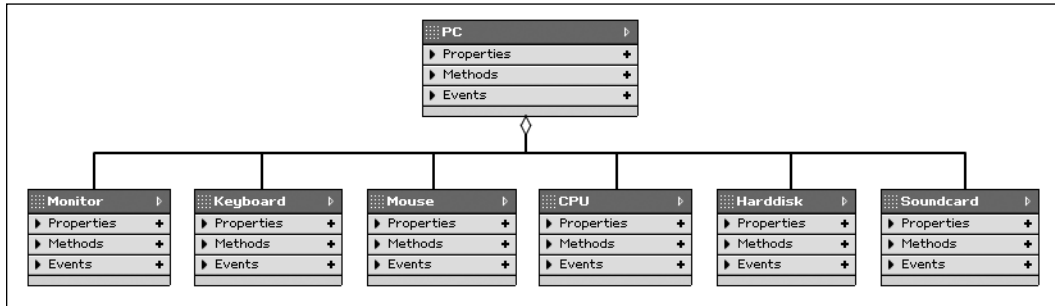 PC
Properties
Methods
Events
Monitor
Properties
Methods
Events
Keyboard
Properties
Methods
Events
Mouse
Properties
Methods
Events
CPU
Properties
Methods
Events
Harddisk
Properties
Methods
Events
Soundcard
Properties
Methods
Events